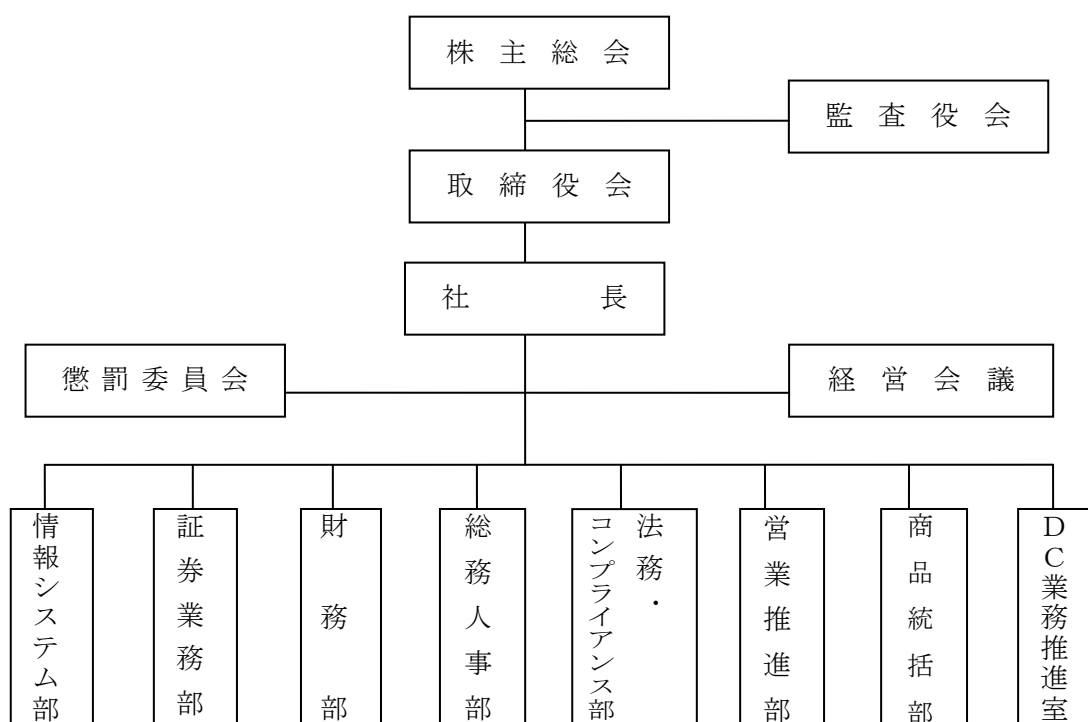 株主総会
監査役会
取締役会
社長
懲罰委員会
経営会議
情報システム部
証券業務部
財務部
総務人事部
法務・
コンプライアンス部
営業推進部
商品統括部
DC業務推進室